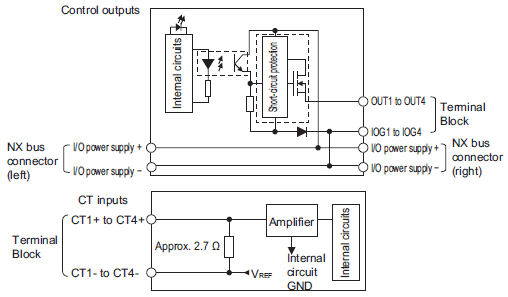 Control outputs
Internal circuits
Short-circuit protection
OUT1 to OUT4
IOG1 to IOG4
Terminal
Block
NX bus
connector
(left)
I/O power supply +
I/O power supply −
I/O power supply +
I/O power supply −
NX bus
connector
(right)
CT inputs
Terminal
Block
CT1+ to CT4+
CT1- to CT4-
Approx. 2.7 Ω
Amplifier
Internal
circuit
GND
VREF
Internal circuits